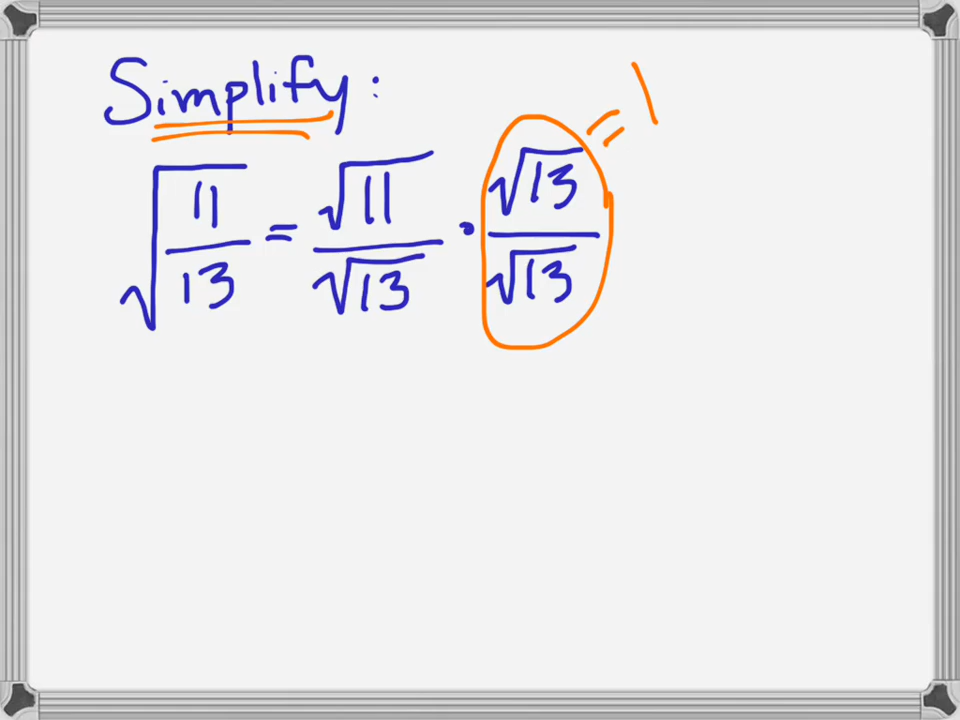 Simplify:
√(11/13) = √11/√13 · √13/√13 = 1